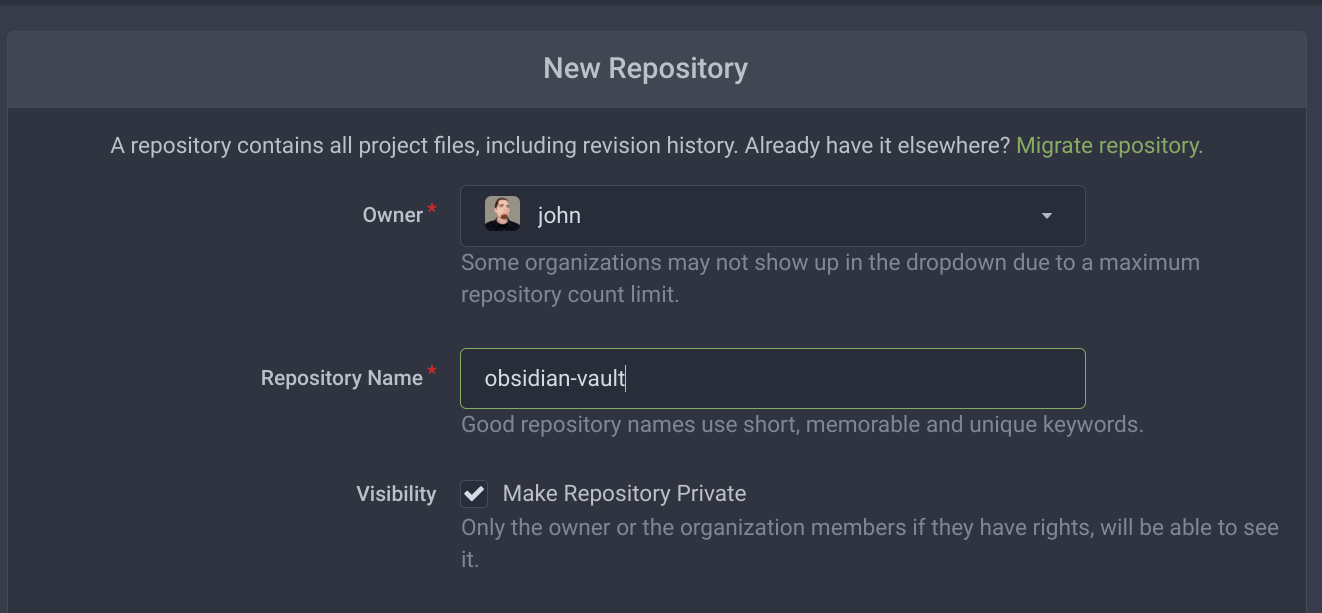 New Repository
A repository contains all project files, including revision history. Already have it elsewhere? Migrate repository.
Owner *
john
Some organizations may not show up in the dropdown due to a maximum
repository count limit.
Repository Name *
obsidian-vault
Good repository names use short, memorable and unique keywords.
Visibility
Make Repository Private
Only the owner or the organization members if they have rights, will be able to see
it.